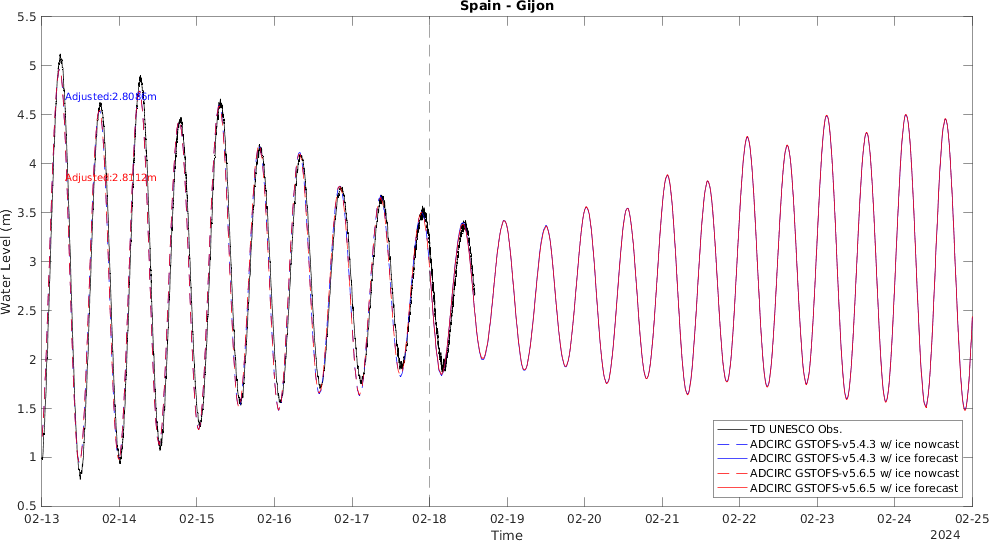 Spain - Gijon
5.5
5
4.5
4
3.5
3
2.5
2
1.5
1
0.5
Water Level (m)
Adjusted:2.8086m
Adjusted:2.8112m
TD UNESCO Obs.
ADCIRC GSTOFS-v5.4.3 w/ ice nowcast
ADCIRC GSTOFS-v5.4.3 w/ ice forecast
ADCIRC GSTOFS-v5.6.5 w/ ice nowcast
ADCIRC GSTOFS-v5.6.5 w/ ice forecast
02-13 02-14 02-15 02-16 02-17 02-18 02-19 02-20 02-21 02-22 02-23 02-24 02-25
Time
2024